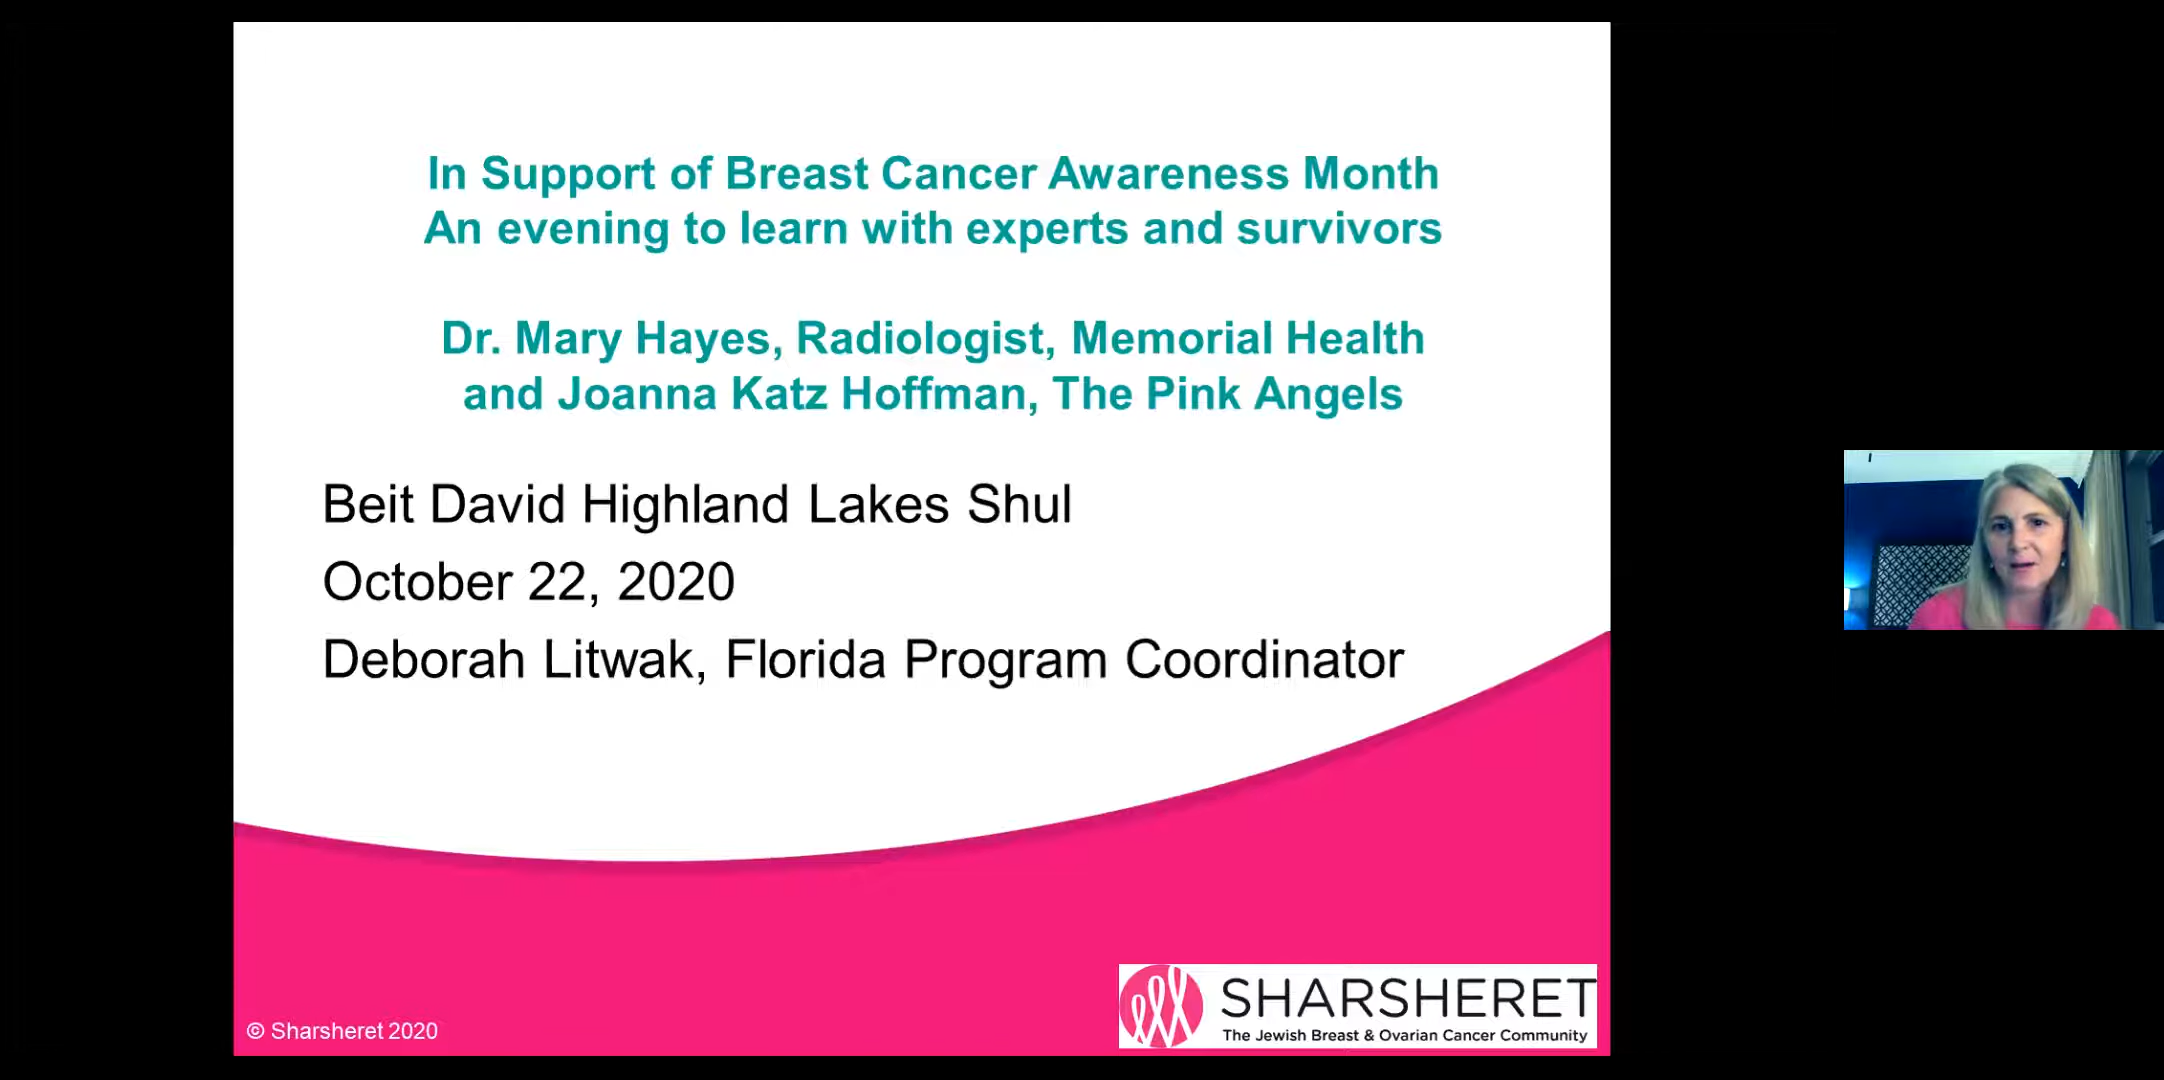 In Support of Breast Cancer Awareness Month
An evening to learn with experts and survivors
Dr. Mary Hayes, Radiologist, Memorial Health
and Joanna Katz Hoffman, The Pink Angels
Beit David Highland Lakes Shul
October 22, 2020
Deborah Litwak, Florida Program Coordinator
© Sharsheret 2020
SHARSHERET
The Jewish Breast & Ovarian Cancer Community